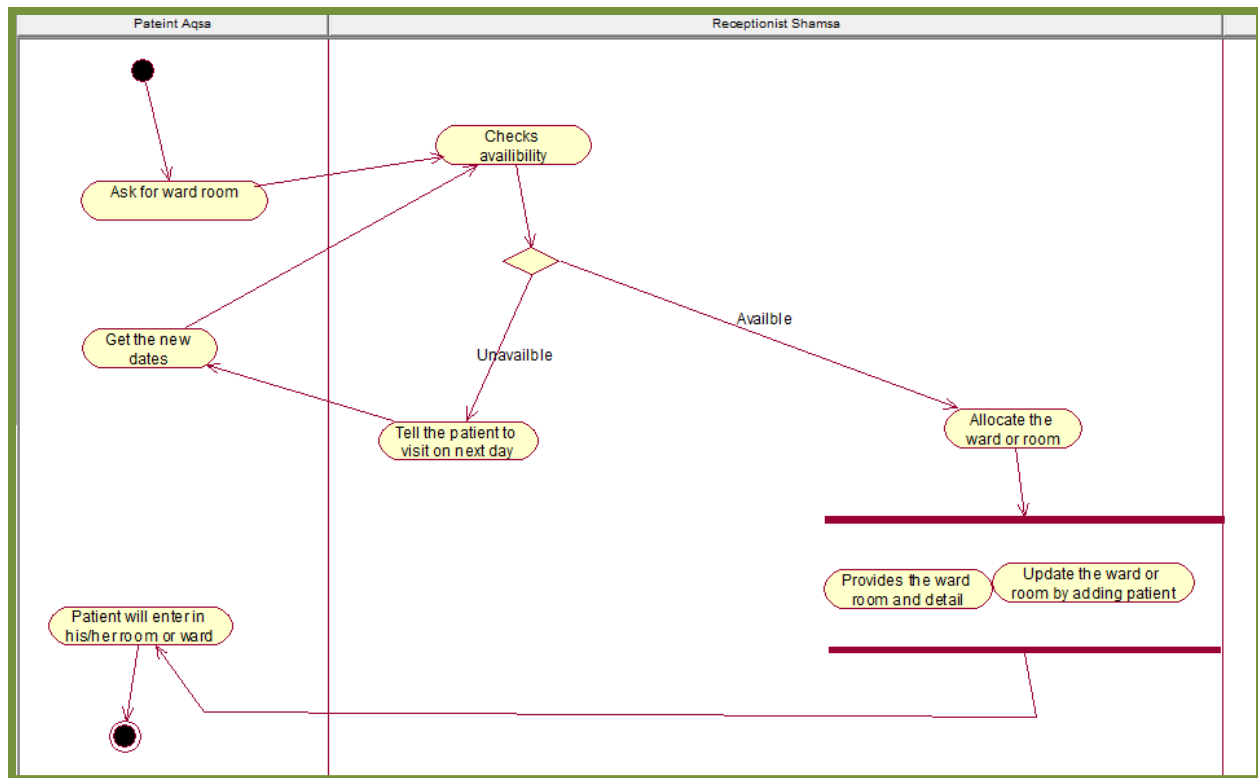 Pateint Aqsa
Receptionist Shamsa
Checks
availibility
Ask for ward room
Availble
Get the new
dates
Unavailble
Tell the patient to
visit on next day
Allocate the
ward or room
Provides the ward
room and detail
Update the ward or
room by adding patient
Patient will enter in
his/her room or ward